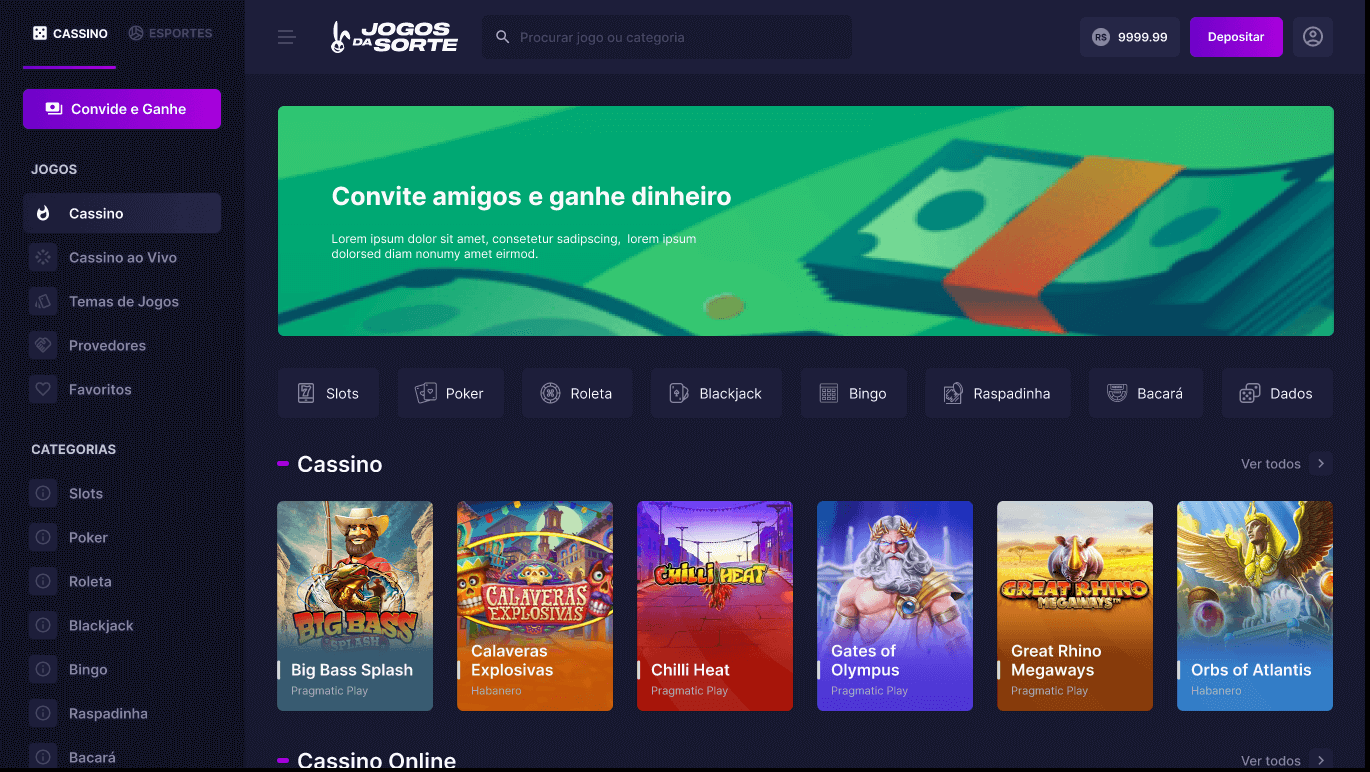 CASSINO
ESPORTES
Convide e Ganhe
JOGOS
Cassino
Cassino ao Vivo
Temas de Jogos
Provedores
Favoritos
CATEGORIAS
Slots
Poker
Roleta
Blackjack
Bingo
Raspadinha
Bacará
JOGOS
DA SORTE
Procurar jogo ou categoria
RS 9999.99
Depositar
Convite amigos e ganhe dinheiro
Lorem ipsum dolor sit amet, consetetur sadipscing, lorem ipsum
dolorsed diam nonumy amet eirmod.
Slots
Poker
Roleta
Blackjack
Bingo
Raspadinha
Bacará
Dados
Cassino
Ver todos
BIG BASS
SPLASH
Big Bass Splash
Pragmatic Play
CALAVERAS
EXPLOSIVAS
Calaveras
Explosivas
Habanero
CHILLI HEAT
Chilli Heat
Pragmatic Play
Gates of
Olympus
Pragmatic Play
GREAT RHINO
MEGAWAYS™
Great Rhino
Megaways
Pragmatic Play
Orbs of Atlantis
Habanero
Cassino Online
Ver todos